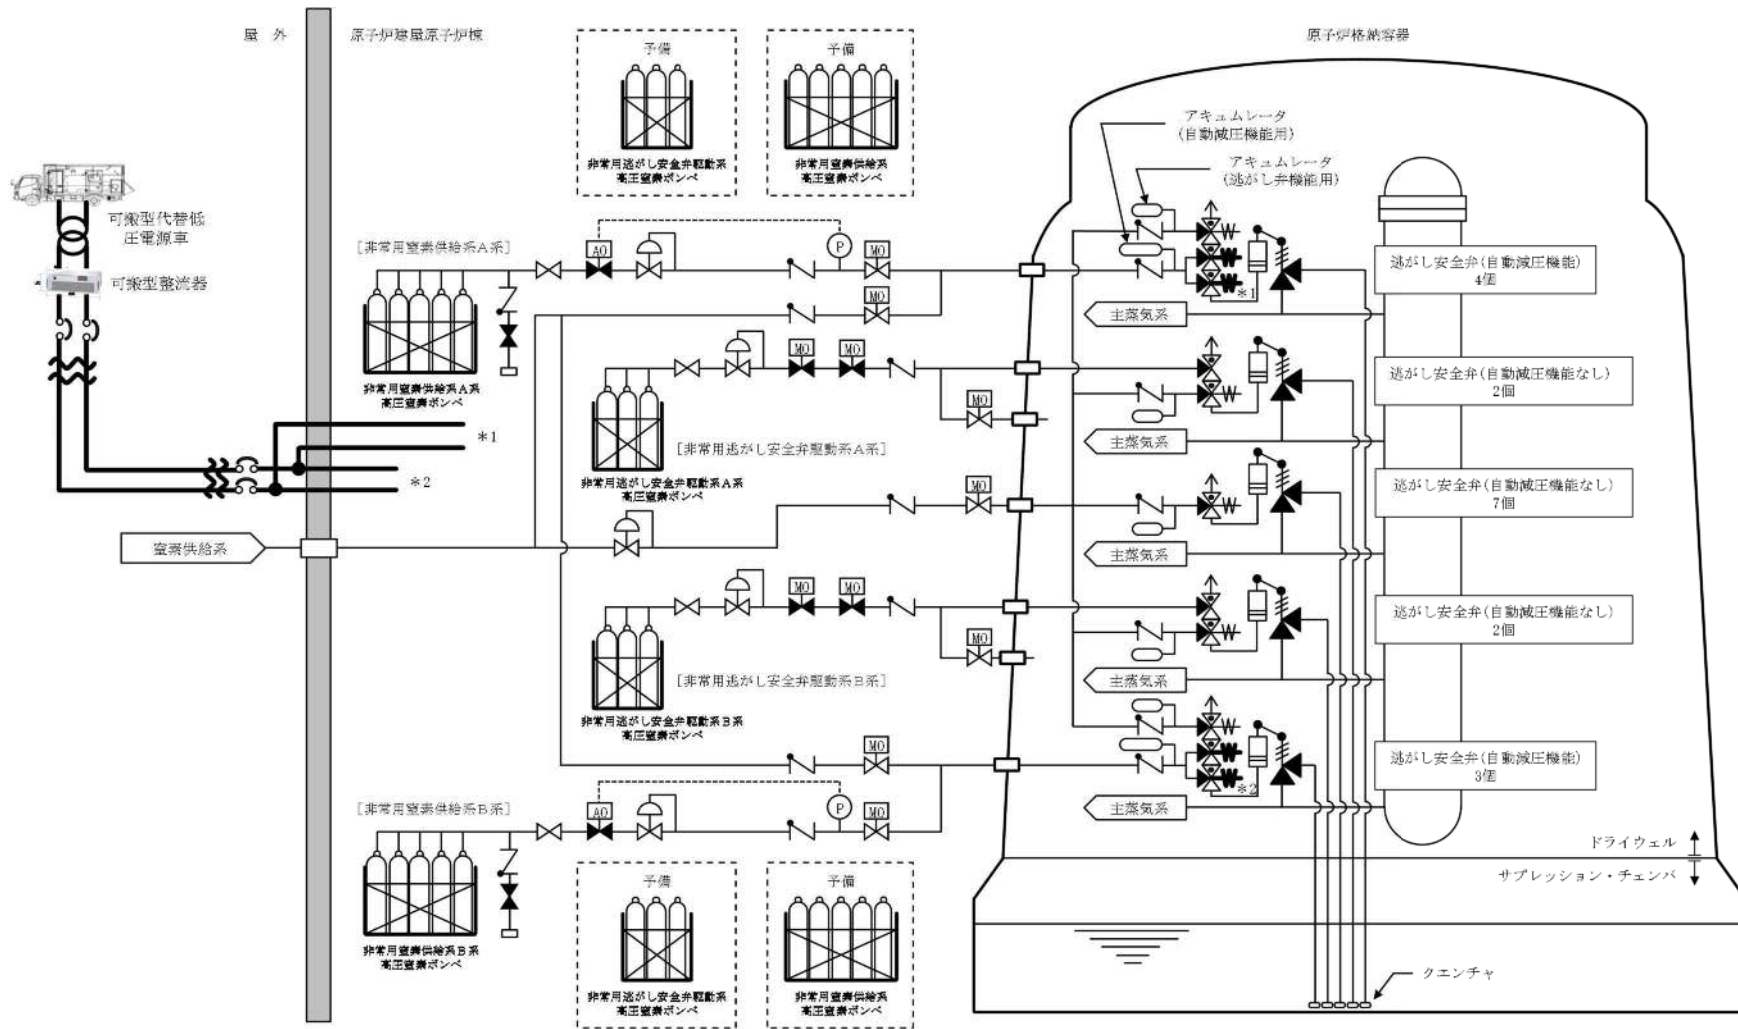 屋 外
原子炉建屋原子炉棟
予備
非常用逃がし安全弁駆動系
高圧窒素ボンベ
予備
非常用窒素供給系
高圧窒素ボンベ
原子炉格納容器
アキュムレータ
(自動減圧機能用)
アキュムレータ
(逃がし弁機能用)
可搬型代替低
圧電源車
可搬型整流器
[非常用窒素供給系A系]
AO
P
MO
MO
非常用窒素供給系A系
高圧窒素ボンベ
*1
主蒸気系
逃がし安全弁(自動減圧機能)
4個
MO
MO
MO
[非常用逃がし安全弁駆動系A系]
非常用逃がし安全弁駆動系A系
高圧窒素ボンベ
主蒸気系
逃がし安全弁(自動減圧機能なし)
2個
*1
*2
窒素供給系
MO
主蒸気系
逃がし安全弁(自動減圧機能なし)
7個
MO
MO
MO
[非常用逃がし安全弁駆動系B系]
非常用逃がし安全弁駆動系B系
高圧窒素ボンベ
主蒸気系
逃がし安全弁(自動減圧機能なし)
2個
MO
[非常用窒素供給系B系]
AO
P
MO
非常用窒素供給系B系
高圧窒素ボンベ
*2
主蒸気系
逃がし安全弁(自動減圧機能)
3個
予備
非常用逃がし安全弁駆動系
高圧窒素ボンベ
予備
非常用窒素供給系
高圧窒素ボンベ
ドライウェル
サプレッション・チェンバ
クエンチャ